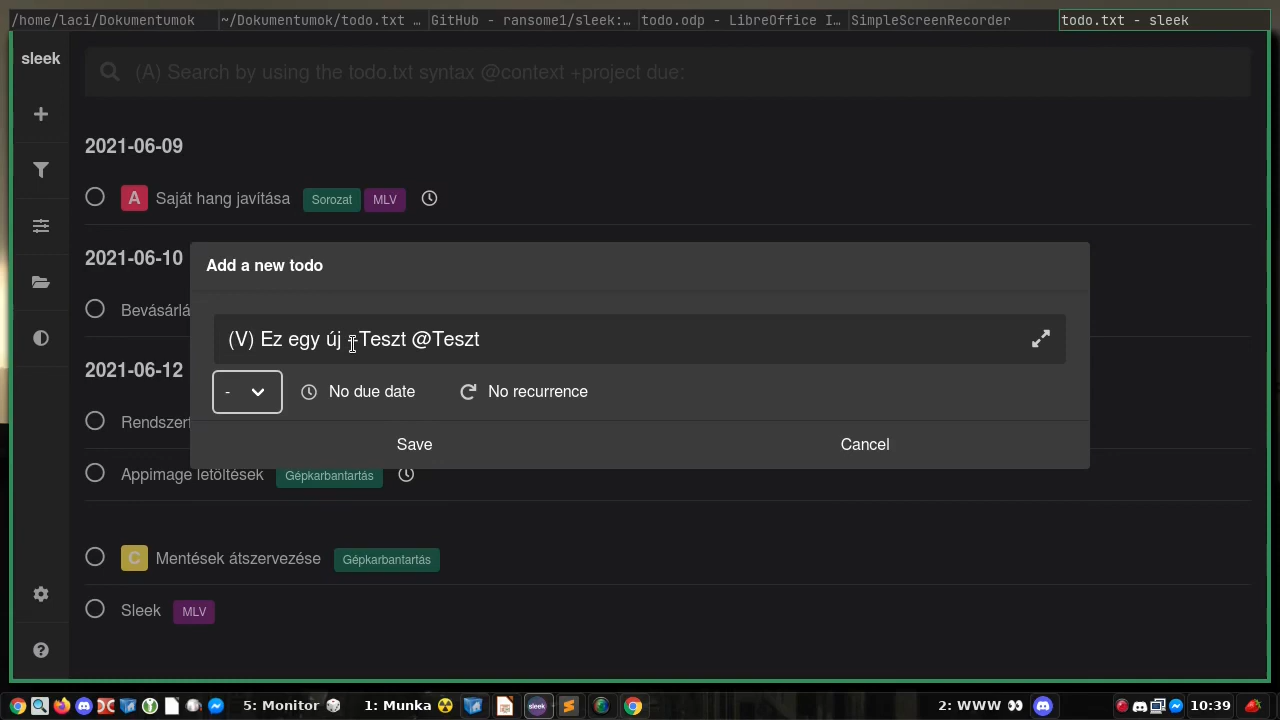 /home/laci/Dokumentumok
~/Dokumentumok/todo.txt …
GitHub - ransome1/sleek:…
todo.odp - LibreOffice I…
SimpleScreenRecorder
todo.txt - sleek
sleek
(A) Search by using the todo.txt syntax @context +project due:
2021-06-09
A Saját hang javítása Sorozat MLV
2021-06-10
Bevásárlá
Add a new todo
(V) Ez egy új +Teszt @Teszt
- No due date No recurrence
Save Cancel
2021-06-12
Rendszerf
Appimage letöltések Gépkarbantartás
C Mentések átszervezése Gépkarbantartás
Sleek MLV
5: Monitor 1: Munka 2: WWW 10:39